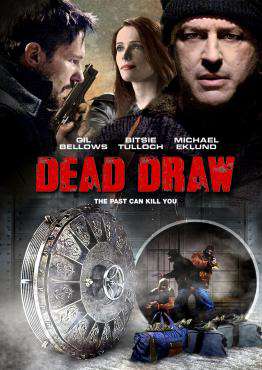 GIL BITSIE MICHAEL
BELLOWS TULLOCH EKLUND
DEAD DRAW
THE PAST CAN KILL YOU